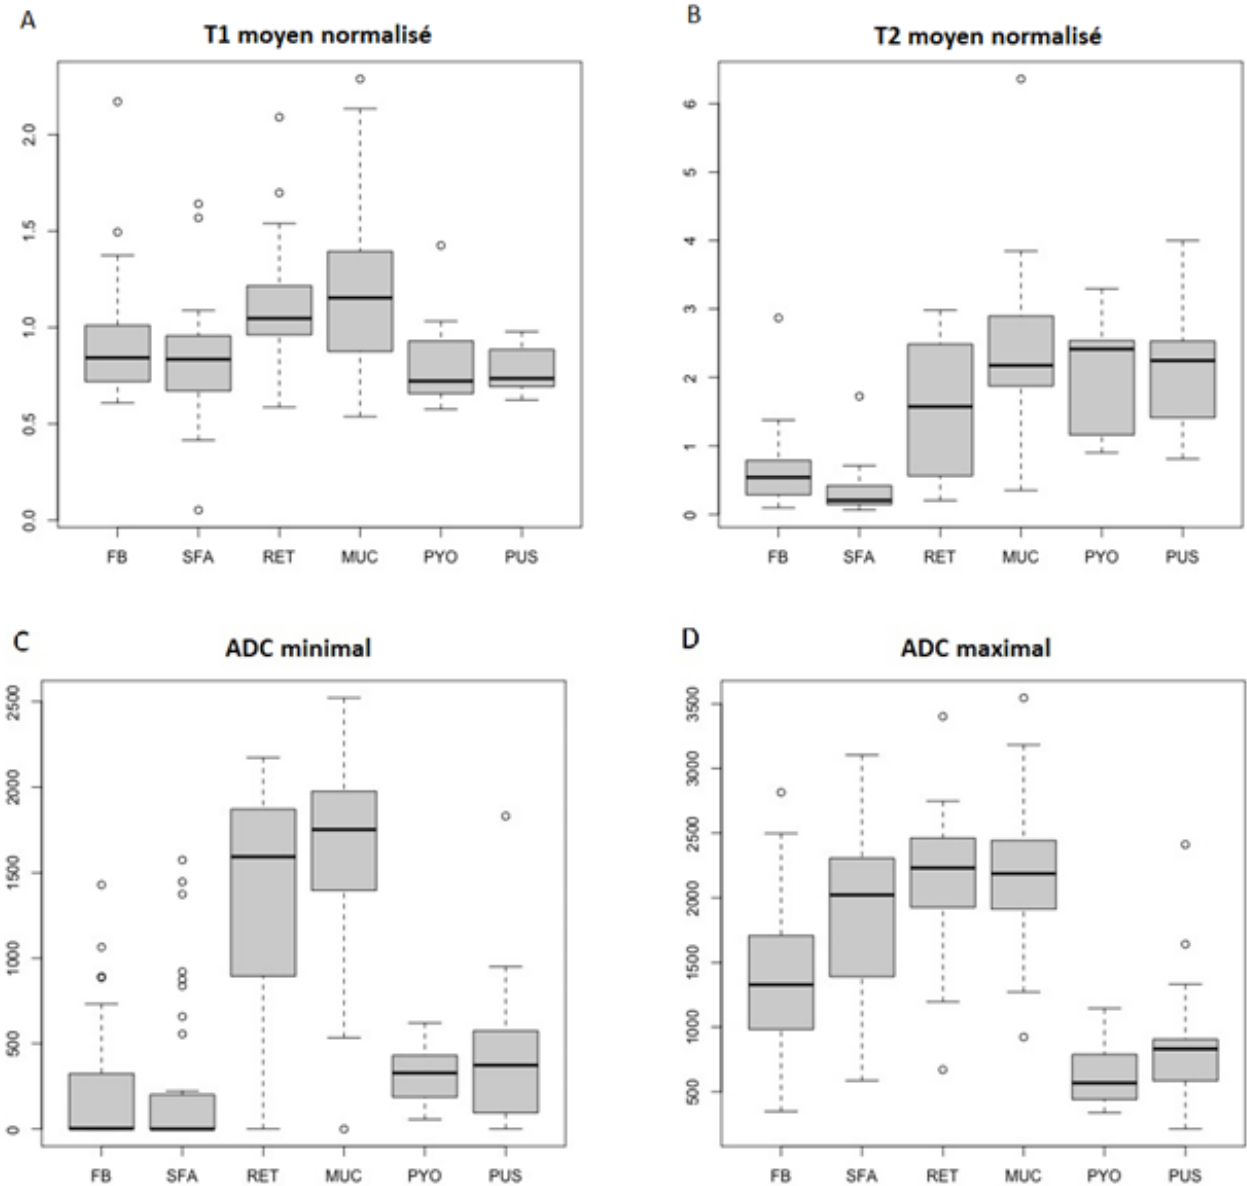 A
T1 moyen normalisé
0.0 0.5 1.0 1.5 2.0
FB SFA RET MUC PYO PUS
B
T2 moyen normalisé
0 1 2 3 4 5 6
FB SFA RET MUC PYO PUS
C
ADC minimal
0 500 1000 1500 2000 2500
FB SFA RET MUC PYO PUS
D
ADC maximal
500 1000 1500 2000 2500 3000 3500
FB SFA RET MUC PYO PUS